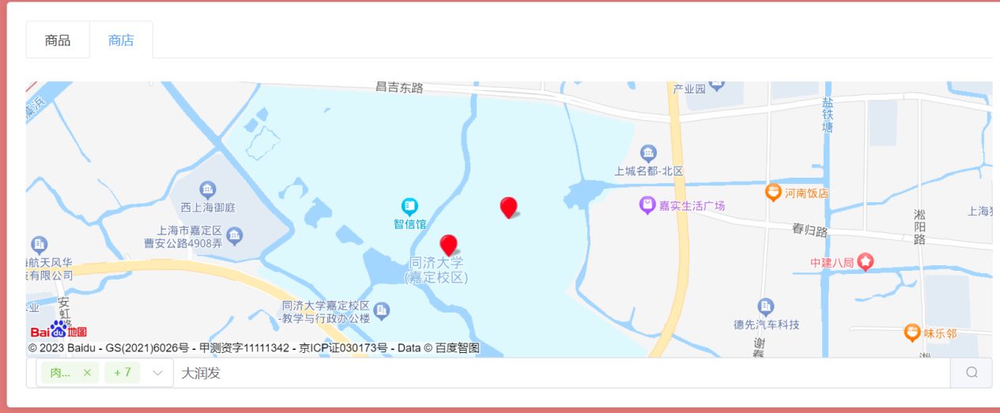 商品
商店
昌吉东路
产业园
藻浜
盐铁塘
上城名都-北区
河南饭店
西上海御庭
嘉实生活广场
智信馆
淞阳路
上海
上海市嘉定区
曹安公路4908弄
春归路
航天风华
有限公司
同济大学
(嘉定校区)
中建八局
安虹路
业
同济大学嘉定校区
-教学与行政办公楼
德先汽车科技
味乐邻
谢春
Bai du 地图
© 2023 Baidu - GS(2021)6026号 - 甲测资字11111342 - 京ICP证030173号 - Data © 百度智图
肉...
+ 7
大润发